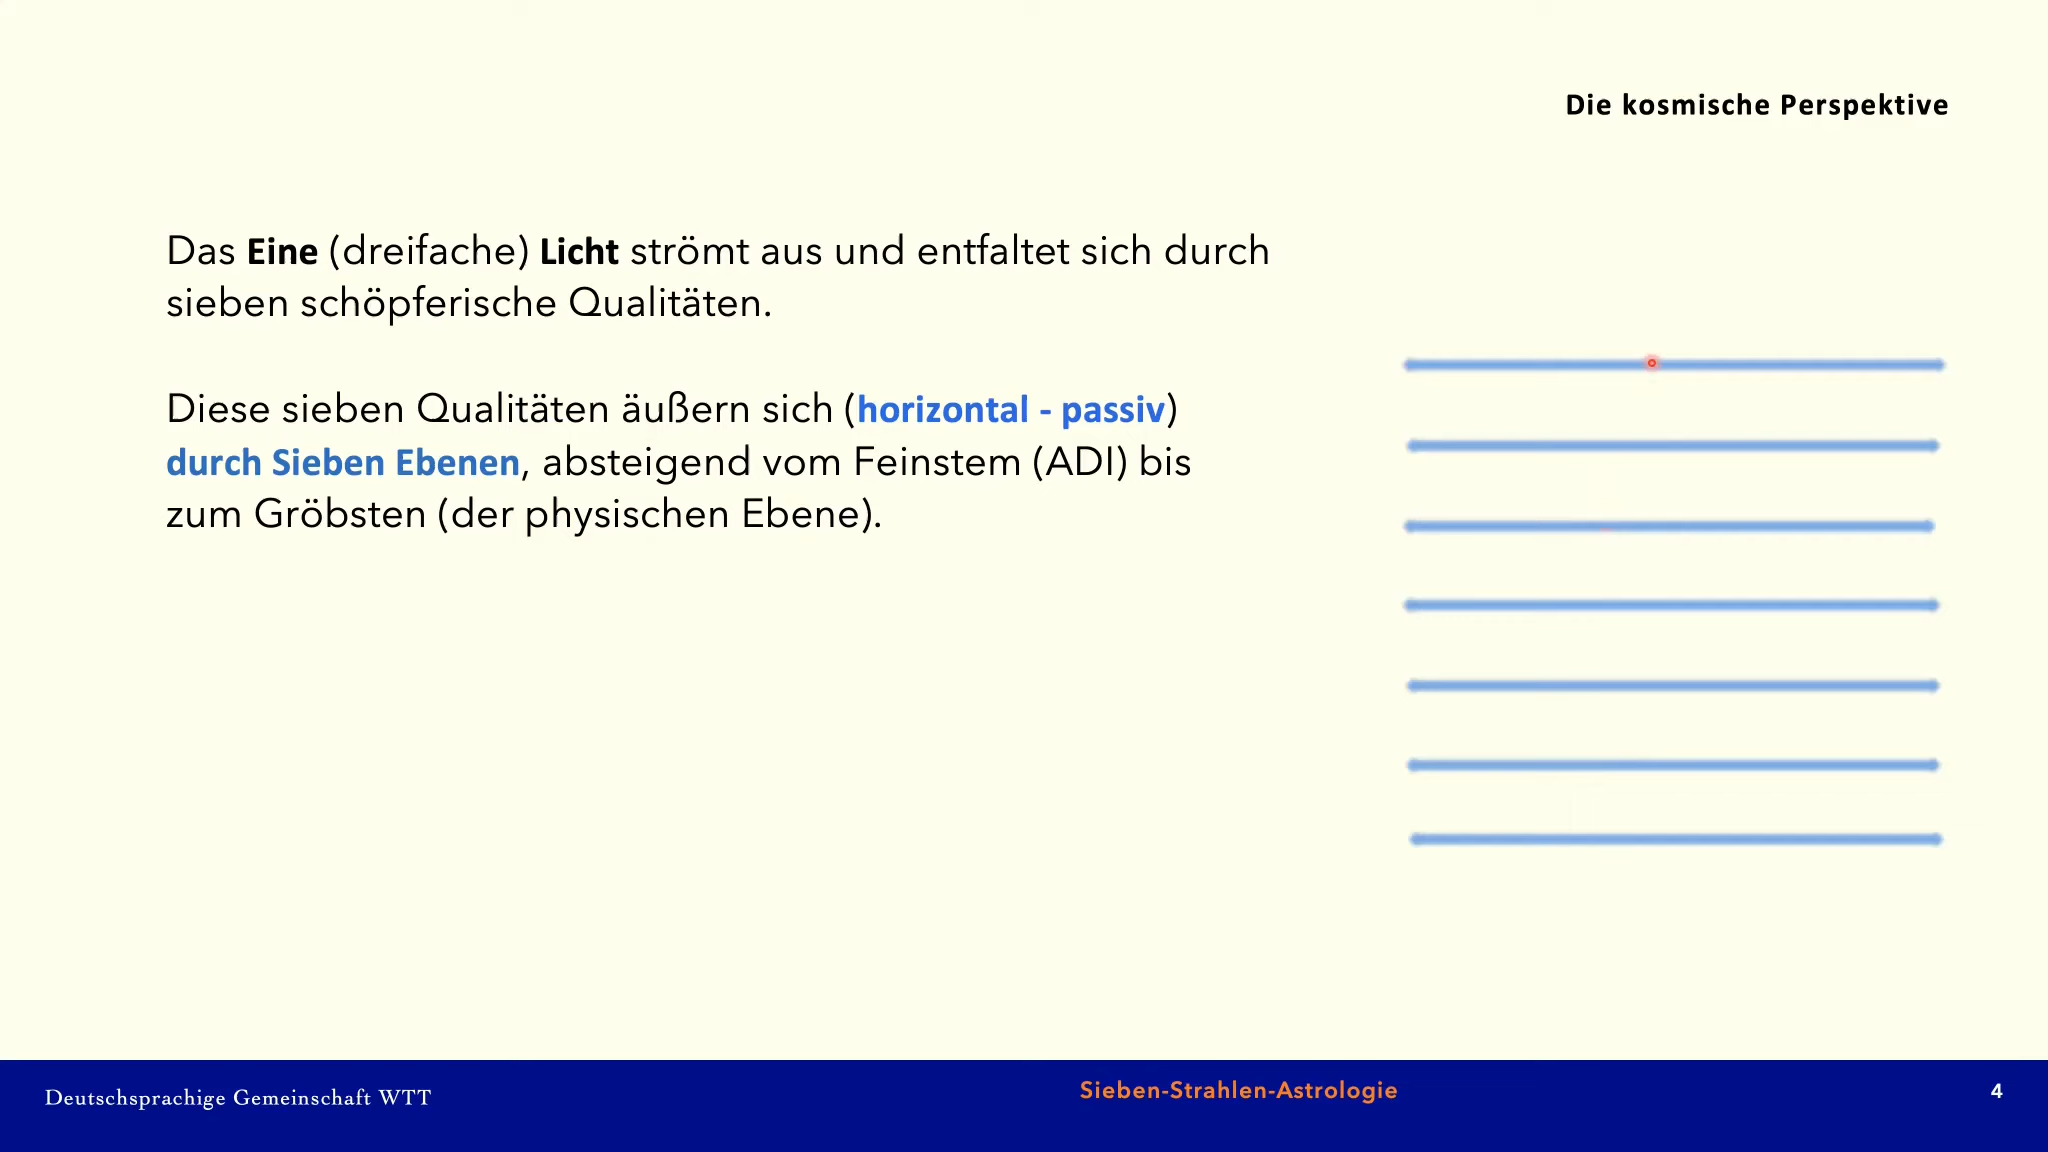 Die kosmische Perspektive
Das Eine (dreifache) Licht strömt aus und entfaltet sich durch
sieben schöpferische Qualitäten.
Diese sieben Qualitäten äußern sich (horizontal - passiv)
durch Sieben Ebenen, absteigend vom Feinstem (ADI) bis
zum Gröbsten (der physischen Ebene).
Deutschsprachige Gemeinschaft WTT
Sieben-Strahlen-Astrologie
4